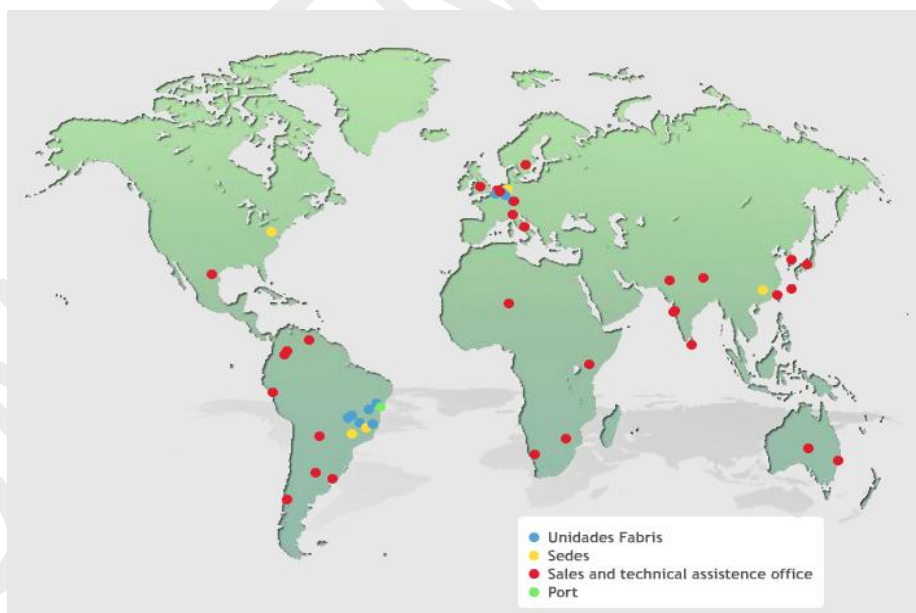 Unidades Fabris
Sedes
Sales and technical assistence office
Port